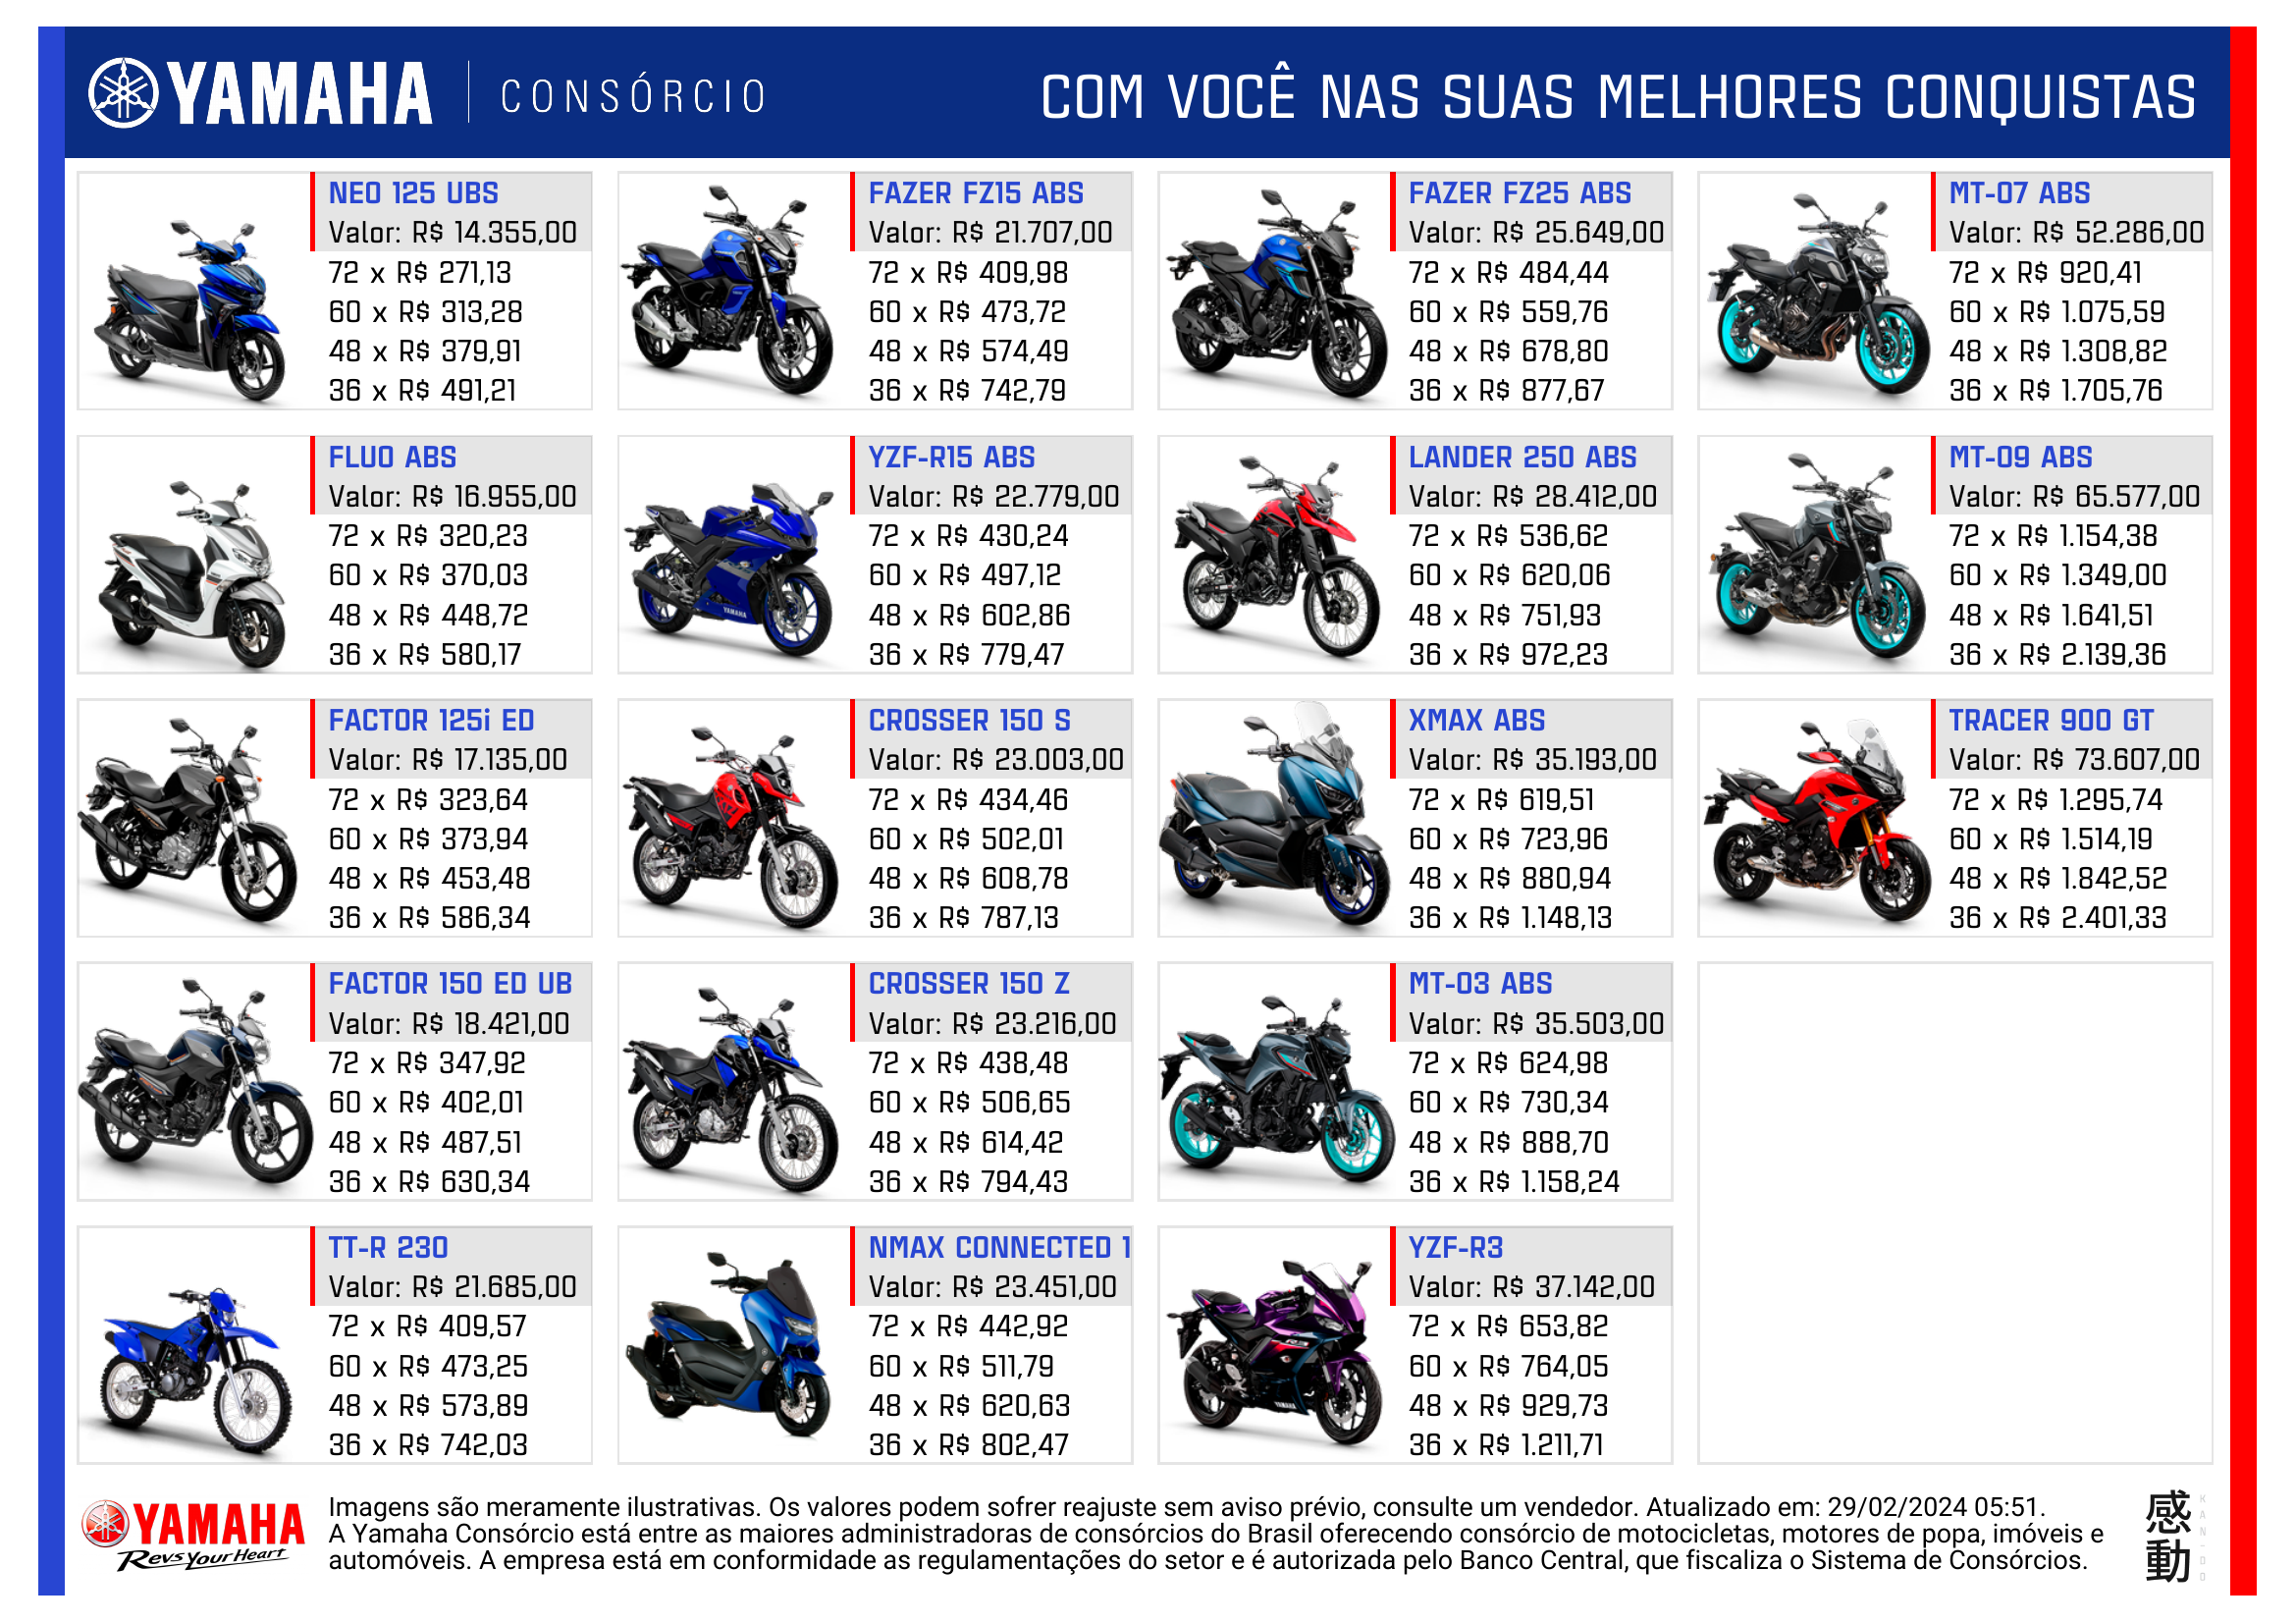 YAMAHA CONSÓRCIO
COM VOCÊ NAS SUAS MELHORES CONQUISTAS
NEO 125 UBS
Valor: R$ 14.355,00
72 x R$ 271,13
60 x R$ 313,28
48 x R$ 379,91
36 x R$ 491,21
FAZER FZ15 ABS
Valor: R$ 21.707,00
72 x R$ 409,98
60 x R$ 473,72
48 x R$ 574,49
36 x R$ 742,79
FAZER FZ25 ABS
Valor: R$ 25.649,00
72 x R$ 484,44
60 x R$ 559,76
48 x R$ 678,80
36 x R$ 877,67
MT-07 ABS
Valor: R$ 52.286,00
72 x R$ 920,41
60 x R$ 1.075,59
48 x R$ 1.308,82
36 x R$ 1.705,76
FLUO ABS
Valor: R$ 16.955,00
72 x R$ 320,23
60 x R$ 370,03
48 x R$ 448,72
36 x R$ 580,17
YZF-R15 ABS
Valor: R$ 22.779,00
72 x R$ 430,24
60 x R$ 497,12
48 x R$ 602,86
36 x R$ 779,47
YAMAHA
LANDER 250 ABS
Valor: R$ 28.412,00
72 x R$ 536,62
60 x R$ 620,06
48 x R$ 751,93
36 x R$ 972,23
MT-09 ABS
Valor: R$ 65.577,00
72 x R$ 1.154,38
60 x R$ 1.349,00
48 x R$ 1.641,51
36 x R$ 2.139,36
FACTOR 125i ED
Valor: R$ 17.135,00
72 x R$ 323,64
60 x R$ 373,94
48 x R$ 453,48
36 x R$ 586,34
CROSSER 150 S
Valor: R$ 23.003,00
72 x R$ 434,46
60 x R$ 502,01
48 x R$ 608,78
36 x R$ 787,13
XMAX ABS
Valor: R$ 35.193,00
72 x R$ 619,51
60 x R$ 723,96
48 x R$ 880,94
36 x R$ 1.148,13
TRACER 900 GT
Valor: R$ 73.607,00
72 x R$ 1.295,74
60 x R$ 1.514,19
48 x R$ 1.842,52
36 x R$ 2.401,33
FACTOR 150 ED UB
Valor: R$ 18.421,00
72 x R$ 347,92
60 x R$ 402,01
48 x R$ 487,51
36 x R$ 630,34
CROSSER 150 Z
Valor: R$ 23.216,00
72 x R$ 438,48
60 x R$ 506,65
48 x R$ 614,42
36 x R$ 794,43
MT-03 ABS
Valor: R$ 35.503,00
72 x R$ 624,98
60 x R$ 730,34
48 x R$ 888,70
36 x R$ 1.158,24
TT-R 230
Valor: R$ 21.685,00
72 x R$ 409,57
60 x R$ 473,25
48 x R$ 573,89
36 x R$ 742,03
NMAX CONNECTED 1
Valor: R$ 23.451,00
72 x R$ 442,92
60 x R$ 511,79
48 x R$ 620,63
36 x R$ 802,47
YZF-R3
Valor: R$ 37.142,00
72 x R$ 653,82
60 x R$ 764,05
48 x R$ 929,73
36 x R$ 1.211,71
R3
YAMAHA
YAMAHA
Revs Your Heart
Imagens são meramente ilustrativas. Os valores podem sofrer reajuste sem aviso prévio, consulte um vendedor. Atualizado em: 29/02/2024 05:51.
A Yamaha Consórcio está entre as maiores administradoras de consórcios do Brasil oferecendo consórcio de motocicletas, motores de popa, imóveis e
automóveis. A empresa está em conformidade as regulamentações do setor e é autorizada pelo Banco Central, que fiscaliza o Sistema de Consórcios.
感動
KAN-DO